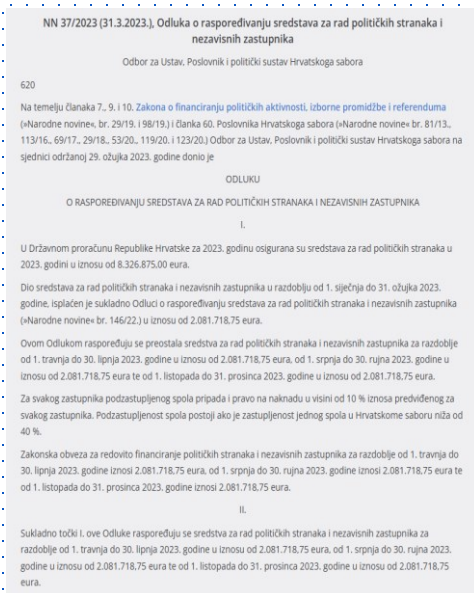 NN 37/2023 (31.3.2023.), Odluka o raspoređivanju sredstava za rad političkih stranaka i
nezavisnih zastupnika
Odbor za Ustav, Poslovnik i politički sustav Hrvatskoga sabora
620
Na temelju članaka 7., 9. i 10. Zakona o financiranju političkih aktivnosti, izborne promidžbe i referenduma
(»Narodne novine«, br. 29/19. i 98/19.) i članka 60. Poslovnika Hrvatskoga sabora (»Narodne novine« br. 81/13.,
113/16., 69/17., 29/18., 53/20., 119/20. i 123/20.) Odbor za Ustav, Poslovnik i politički sustav Hrvatskoga sabora na
sjednici održanoj 29. ožujka 2023. godine donio je
ODLUKU
O RASPOREĐIVANJU SREDSTAVA ZA RAD POLITIČKIH STRANAKA I NEZAVISNIH ZASTUPNIKA
I.
U Državnom proračunu Republike Hrvatske za 2023. godinu osigurana su sredstva za rad političkih stranaka u
2023. godini u iznosu od 8.326.875,00 eura.
Dio sredstava za rad političkih stranaka i nezavisnih zastupnika u razdoblju od 1. siječnja do 31. ožujka 2023.
godine, isplaćen je sukladno Odluci o raspoređivanju sredstava za rad političkih stranaka i nezavisnih zastupnika
(»Narodne novine« br. 146/22.) u iznosu od 2.081.718,75 eura.
Ovom Odlukom raspoređuju se preostala sredstva za rad političkih stranaka i nezavisnih zastupnika za razdoblje
od 1. travnja do 30. lipnja 2023. godine u iznosu od 2.081.718,75 eura, od 1. srpnja do 30. rujna 2023. godine u
iznosu od 2.081.718,75 eura te od 1. listopada do 31. prosinca 2023. godine u iznosu od 2.081.718,75 eura.
Za svakog zastupnika podzastupljenog spola pripada i pravo na naknadu u visini od 10 % iznosa predviđenog za
svakog zastupnika. Podzastupljenost spola postoji ako je zastupljenost jednog spola u Hrvatskome saboru niža od
40 %.
Zakonska obveza za redovito financiranje političkih stranaka i nezavisnih zastupnika za razdoblje od 1. travnja do
30. lipnja 2023. godine iznosi 2.081.718,75 eura, od 1. srpnja do 30. rujna 2023. godine iznosi 2.081.718,75 eura te
od 1. listopada do 31. prosinca 2023. godine iznosi 2.081.718,75 eura.
II.
Sukladno točki I. ove Odluke raspoređuju se sredstva za rad političkih stranaka i nezavisnih zastupnika za
razdoblje od 1. travnja do 30. lipnja 2023. godine u iznosu od 2.081.718,75 eura, od 1. srpnja do 30. rujna 2023.
godine u iznosu od 2.081.718,75 eura te od 1. listopada do 31. prosinca 2023. godine u iznosu od 2.081.718,75
eura.